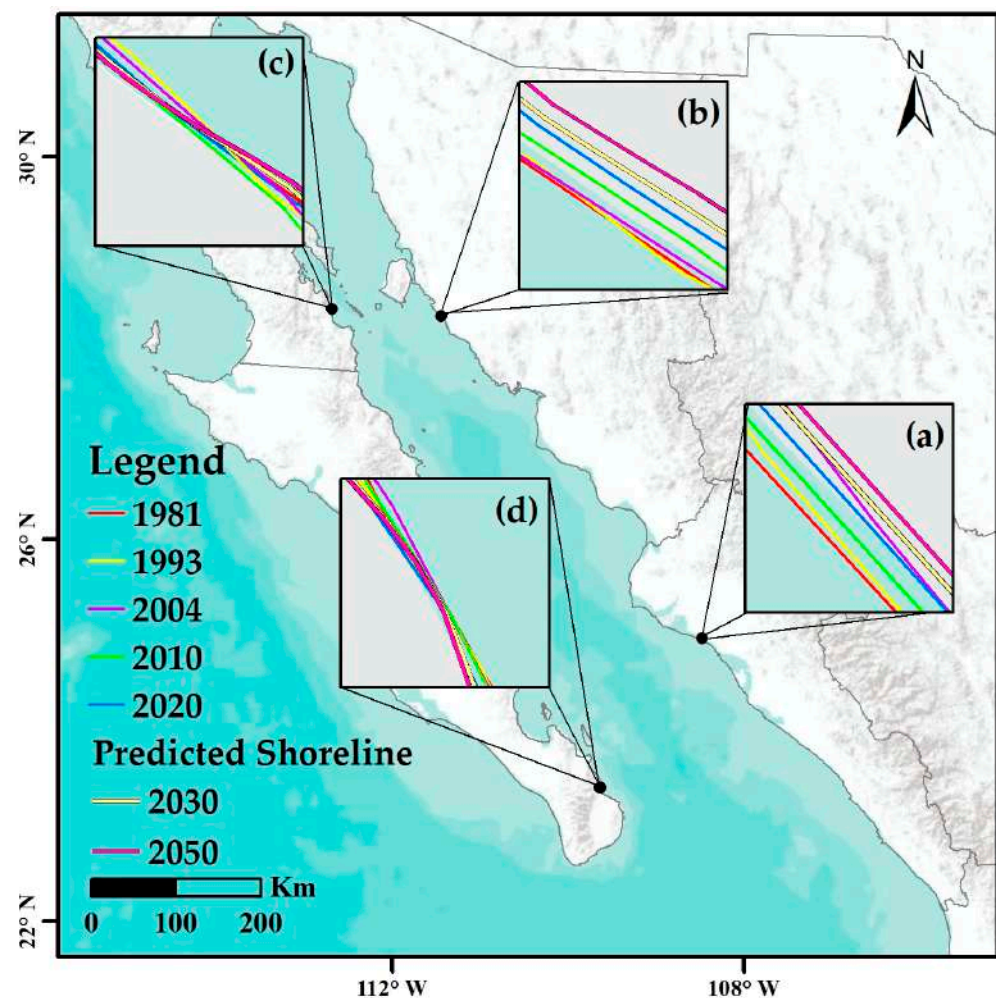 (c)
(b)
N
30° N
(a)
Legend
1981
(d)
26° N
1993
2004
2010
2020
Predicted Shoreline
2030
2050
Km
0 100 200
22° N
112° W 108° W